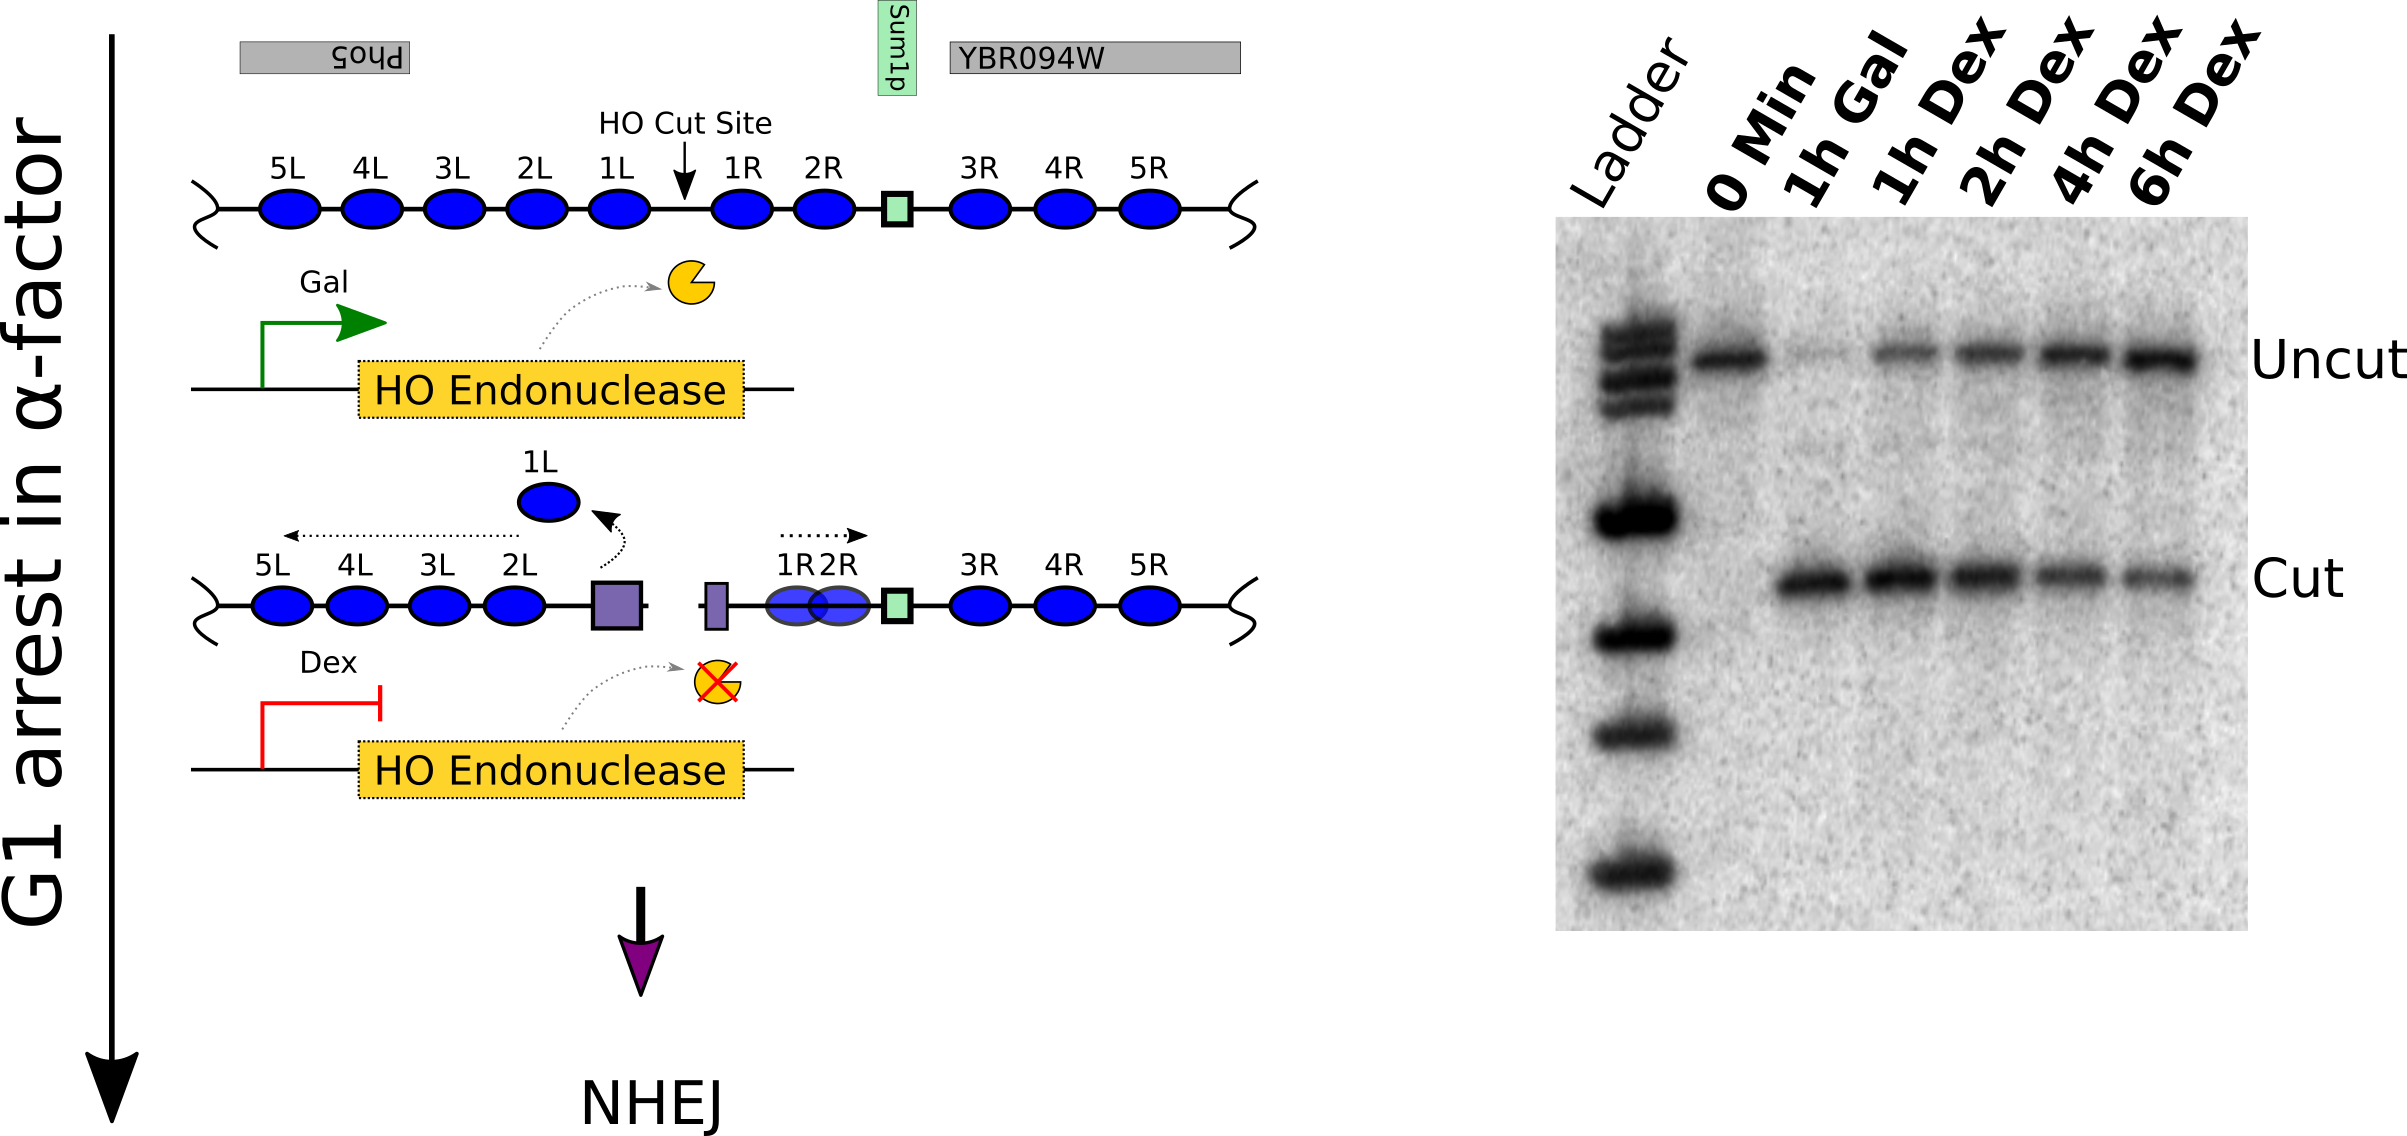 G1 arrest in α-factor
Pho5
Sum1p
YBR094W
HO Cut Site
5L 4L 3L 2L 1L 1R 2R 3R 4R 5R
Gal
HO Endonuclease
1L
5L 4L 3L 2L 1R 2R 3R 4R 5R
Dex
HO Endonuclease
NHEJ
Ladder
0 Min
1h Gal
1h Dex
2h Dex
4h Dex
6h Dex
Uncut
Cut